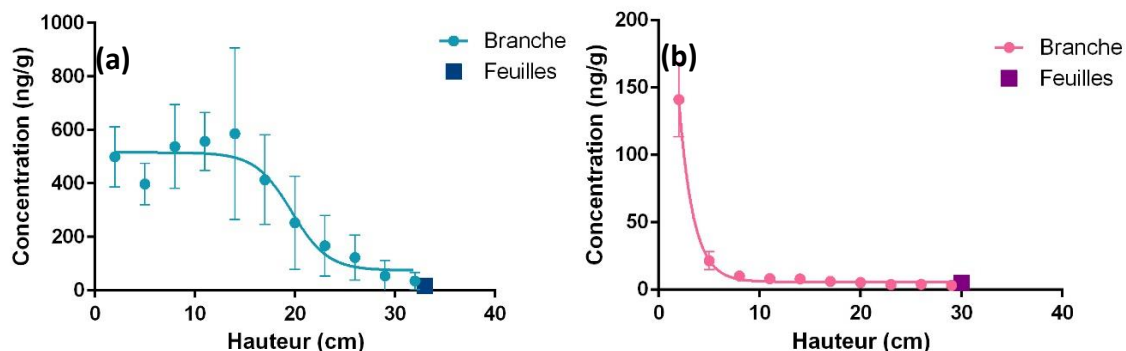 (a)
Concentration (ng/g)
1000
800
600
400
200
0
0 10 20 30 40
Hauteur (cm)
Branche
Feuilles
(b)
Concentration (ng/g)
200
150
100
50
0
0 10 20 30 40
Hauteur (cm)
Branche
Feuilles